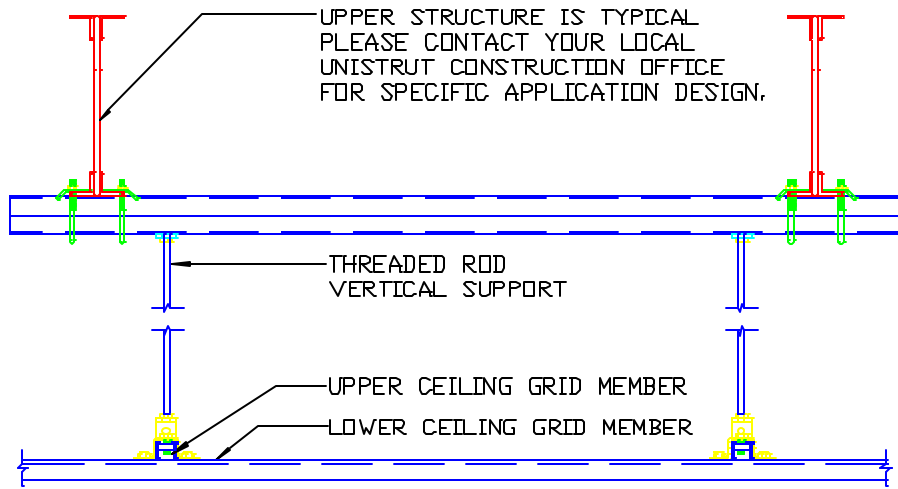 UPPER STRUCTURE IS TYPICAL
PLEASE CONTACT YOUR LOCAL
UNISTRUT CONSTRUCTION OFFICE
FOR SPECIFIC APPLICATION DESIGN.
THREADED ROD
VERTICAL SUPPORT
UPPER CEILING GRID MEMBER
LOWER CEILING GRID MEMBER